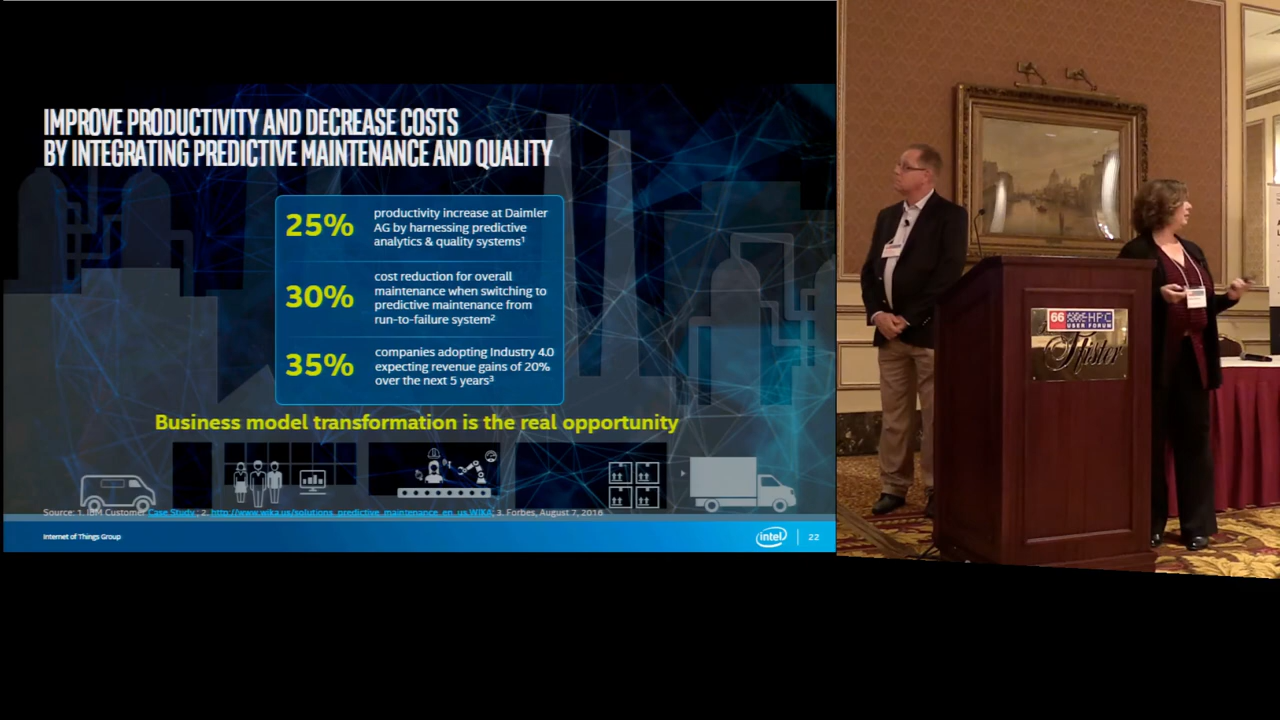 IMPROVE PRODUCTIVITY AND DECREASE COSTS
BY INTEGRATING PREDICTIVE MAINTENANCE AND QUALITY
25%
productivity increase at Daimler
AG by harnessing predictive
analytics & quality systems¹
30%
cost reduction for overall
maintenance when switching to
predictive maintenance from
run-to-failure system²
35%
companies adopting Industry 4.0
expecting revenue gains of 20%
over the next 5 years³
Business model transformation is the real opportunity
Source: 1. IBM Customer Case Study ; 2. http://www.wika.us/solutions_predictive_maintenance_en_us.WIKA; 3. Forbes, August 7, 2016
Internet of Things Group
intel
22
66 HPC
USER FORUM
Pfister